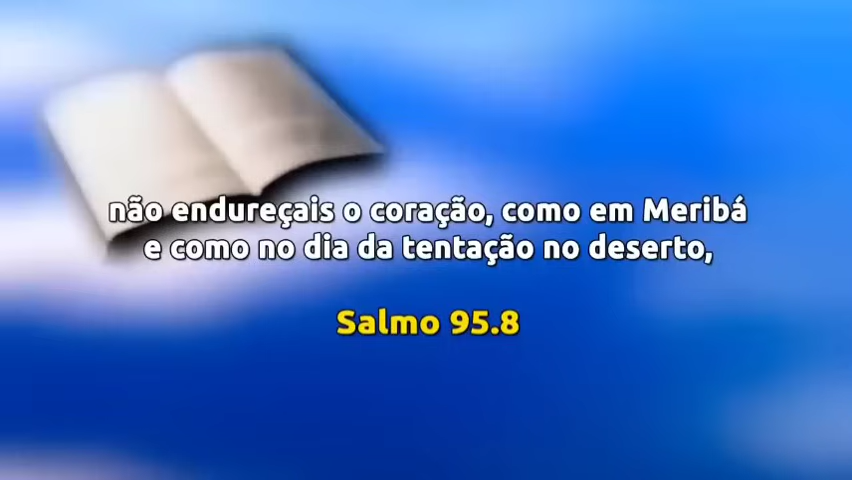 não endureçais o coração, como em Meribá
e como no dia da tentação no deserto,
Salmo 95.8